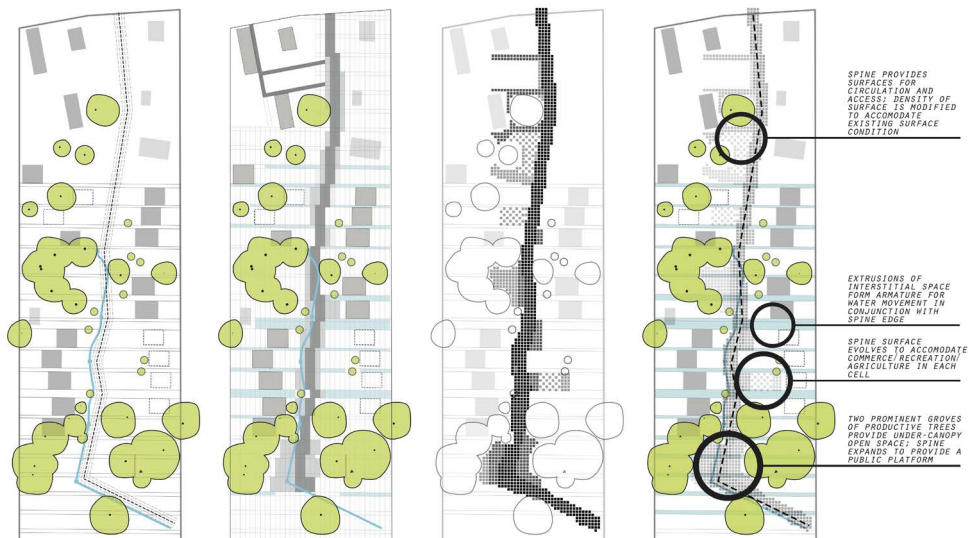 SPINE PROVIDES
SURFACES FOR
CIRCULATION AND
ACCESS; DENSITY OF
SURFACE IS MODIFIED
TO ACCOMODATE
EXISTING SURFACE
CONDITION
EXTRUSIONS OF
INTERSTITIAL SPACE
FORM ARMATURE FOR
WATER MOVEMENT IN
CONJUNCTION WITH
SPINE EDGE
SPINE SURFACE
EVOLVES TO ACCOMODATE
COMMERCE/RECREATION/
AGRICULTURE IN EACH
CELL
TWO PROMINENT GROVES
OF PRODUCTIVE TREES
PROVIDE UNDER-CANOPY
OPEN SPACE; SPINE
EXPANDS TO PROVIDE A
PUBLIC PLATFORM